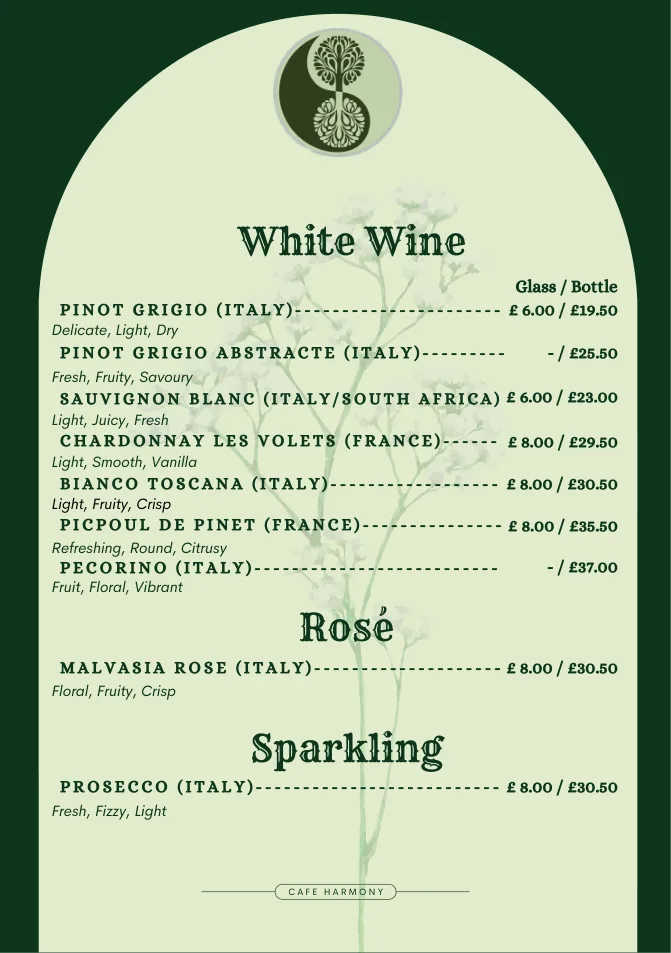 White Wine
Glass / Bottle
PINOT GRIGIO (ITALY)---------------------- £ 6.00 / £19.50
Delicate, Light, Dry
PINOT GRIGIO ABSTRACTE (ITALY)--------- - / £25.50
Fresh, Fruity, Savoury
SAUVIGNON BLANC (ITALY/SOUTH AFRICA) £ 6.00 / £23.00
Light, Juicy, Fresh
CHARDONNAY LES VOLETS (FRANCE)------ £ 8.00 / £29.50
Light, Smooth, Vanilla
BIANCO TOSCANA (ITALY)------------------ £ 8.00 / £30.50
Light, Fruity, Crisp
PICPOUL DE PINET (FRANCE)--------------- £ 8.00 / £35.50
Refreshing, Round, Citrusy
PECORINO (ITALY)-------------------------- - / £37.00
Fruit, Floral, Vibrant
Rosé
MALVASIA ROSE (ITALY)-------------------- £ 8.00 / £30.50
Floral, Fruity, Crisp
Sparkling
PROSECCO (ITALY)-------------------------- £ 8.00 / £30.50
Fresh, Fizzy, Light
CAFE HARMONY